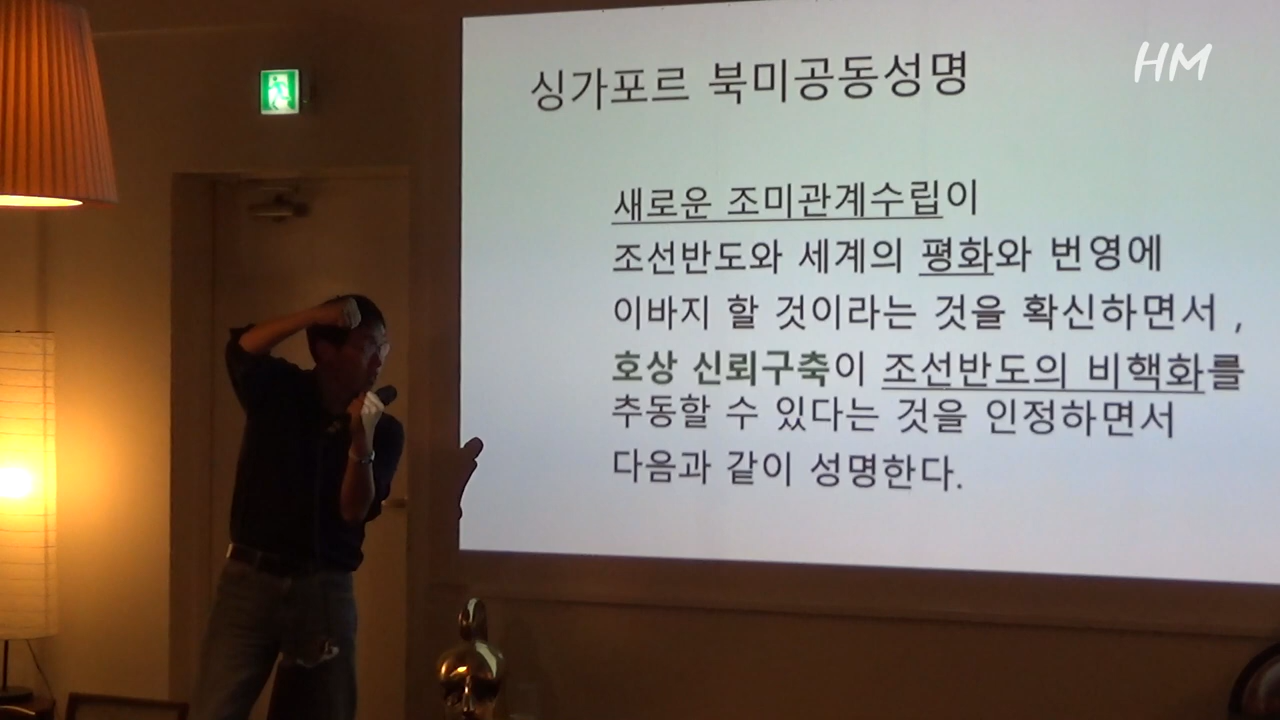 HM
싱가포르 북미공동성명
새로운 조미관계수립이
조선반도와 세계의 평화와 번영에
이바지 할 것이라는 것을 확신하면서 ,
호상 신뢰구축이 조선반도의 비핵화를
추동할 수 있다는 것을 인정하면서
다음과 같이 성명한다.